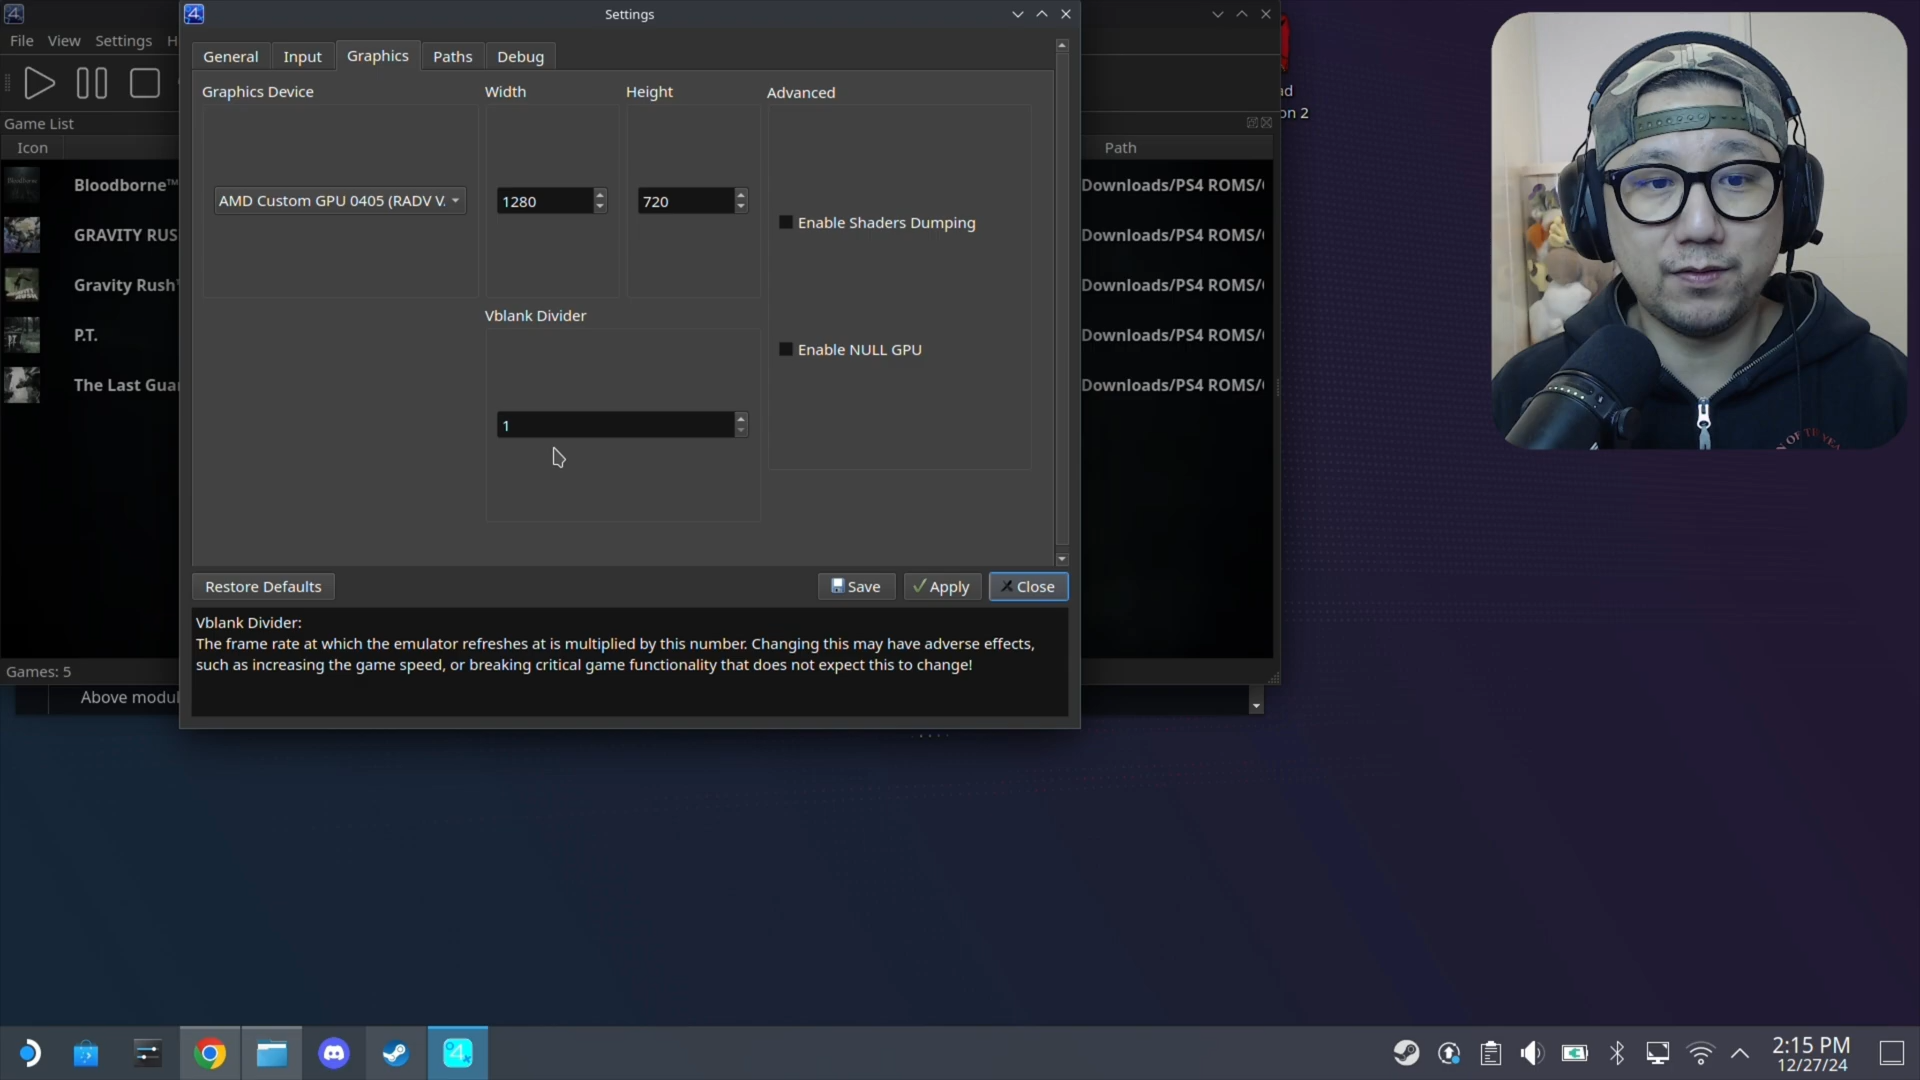 Settings
File View Settings H
General Input Graphics Paths Debug
Graphics Device Width Height Advanced
AMD Custom GPU 0405 (RADV V. 1280 720
Enable Shaders Dumping
Vblank Divider
Enable NULL GPU
1
Restore Defaults Save Apply Close
Vblank Divider:
The frame rate at which the emulator refreshes at is multiplied by this number. Changing this may have adverse effects,
such as increasing the game speed, or breaking critical game functionality that does not expect this to change!
Game List
Icon Path
Bloodborne™ Downloads/PS4 ROMS/
GRAVITY RUS Downloads/PS4 ROMS/
Gravity Rush™ Downloads/PS4 ROMS/
P.T. Downloads/PS4 ROMS/
The Last Gua Downloads/PS4 ROMS/
Games: 5
Above modul
ad
on 2
2:15 PM
12/27/24